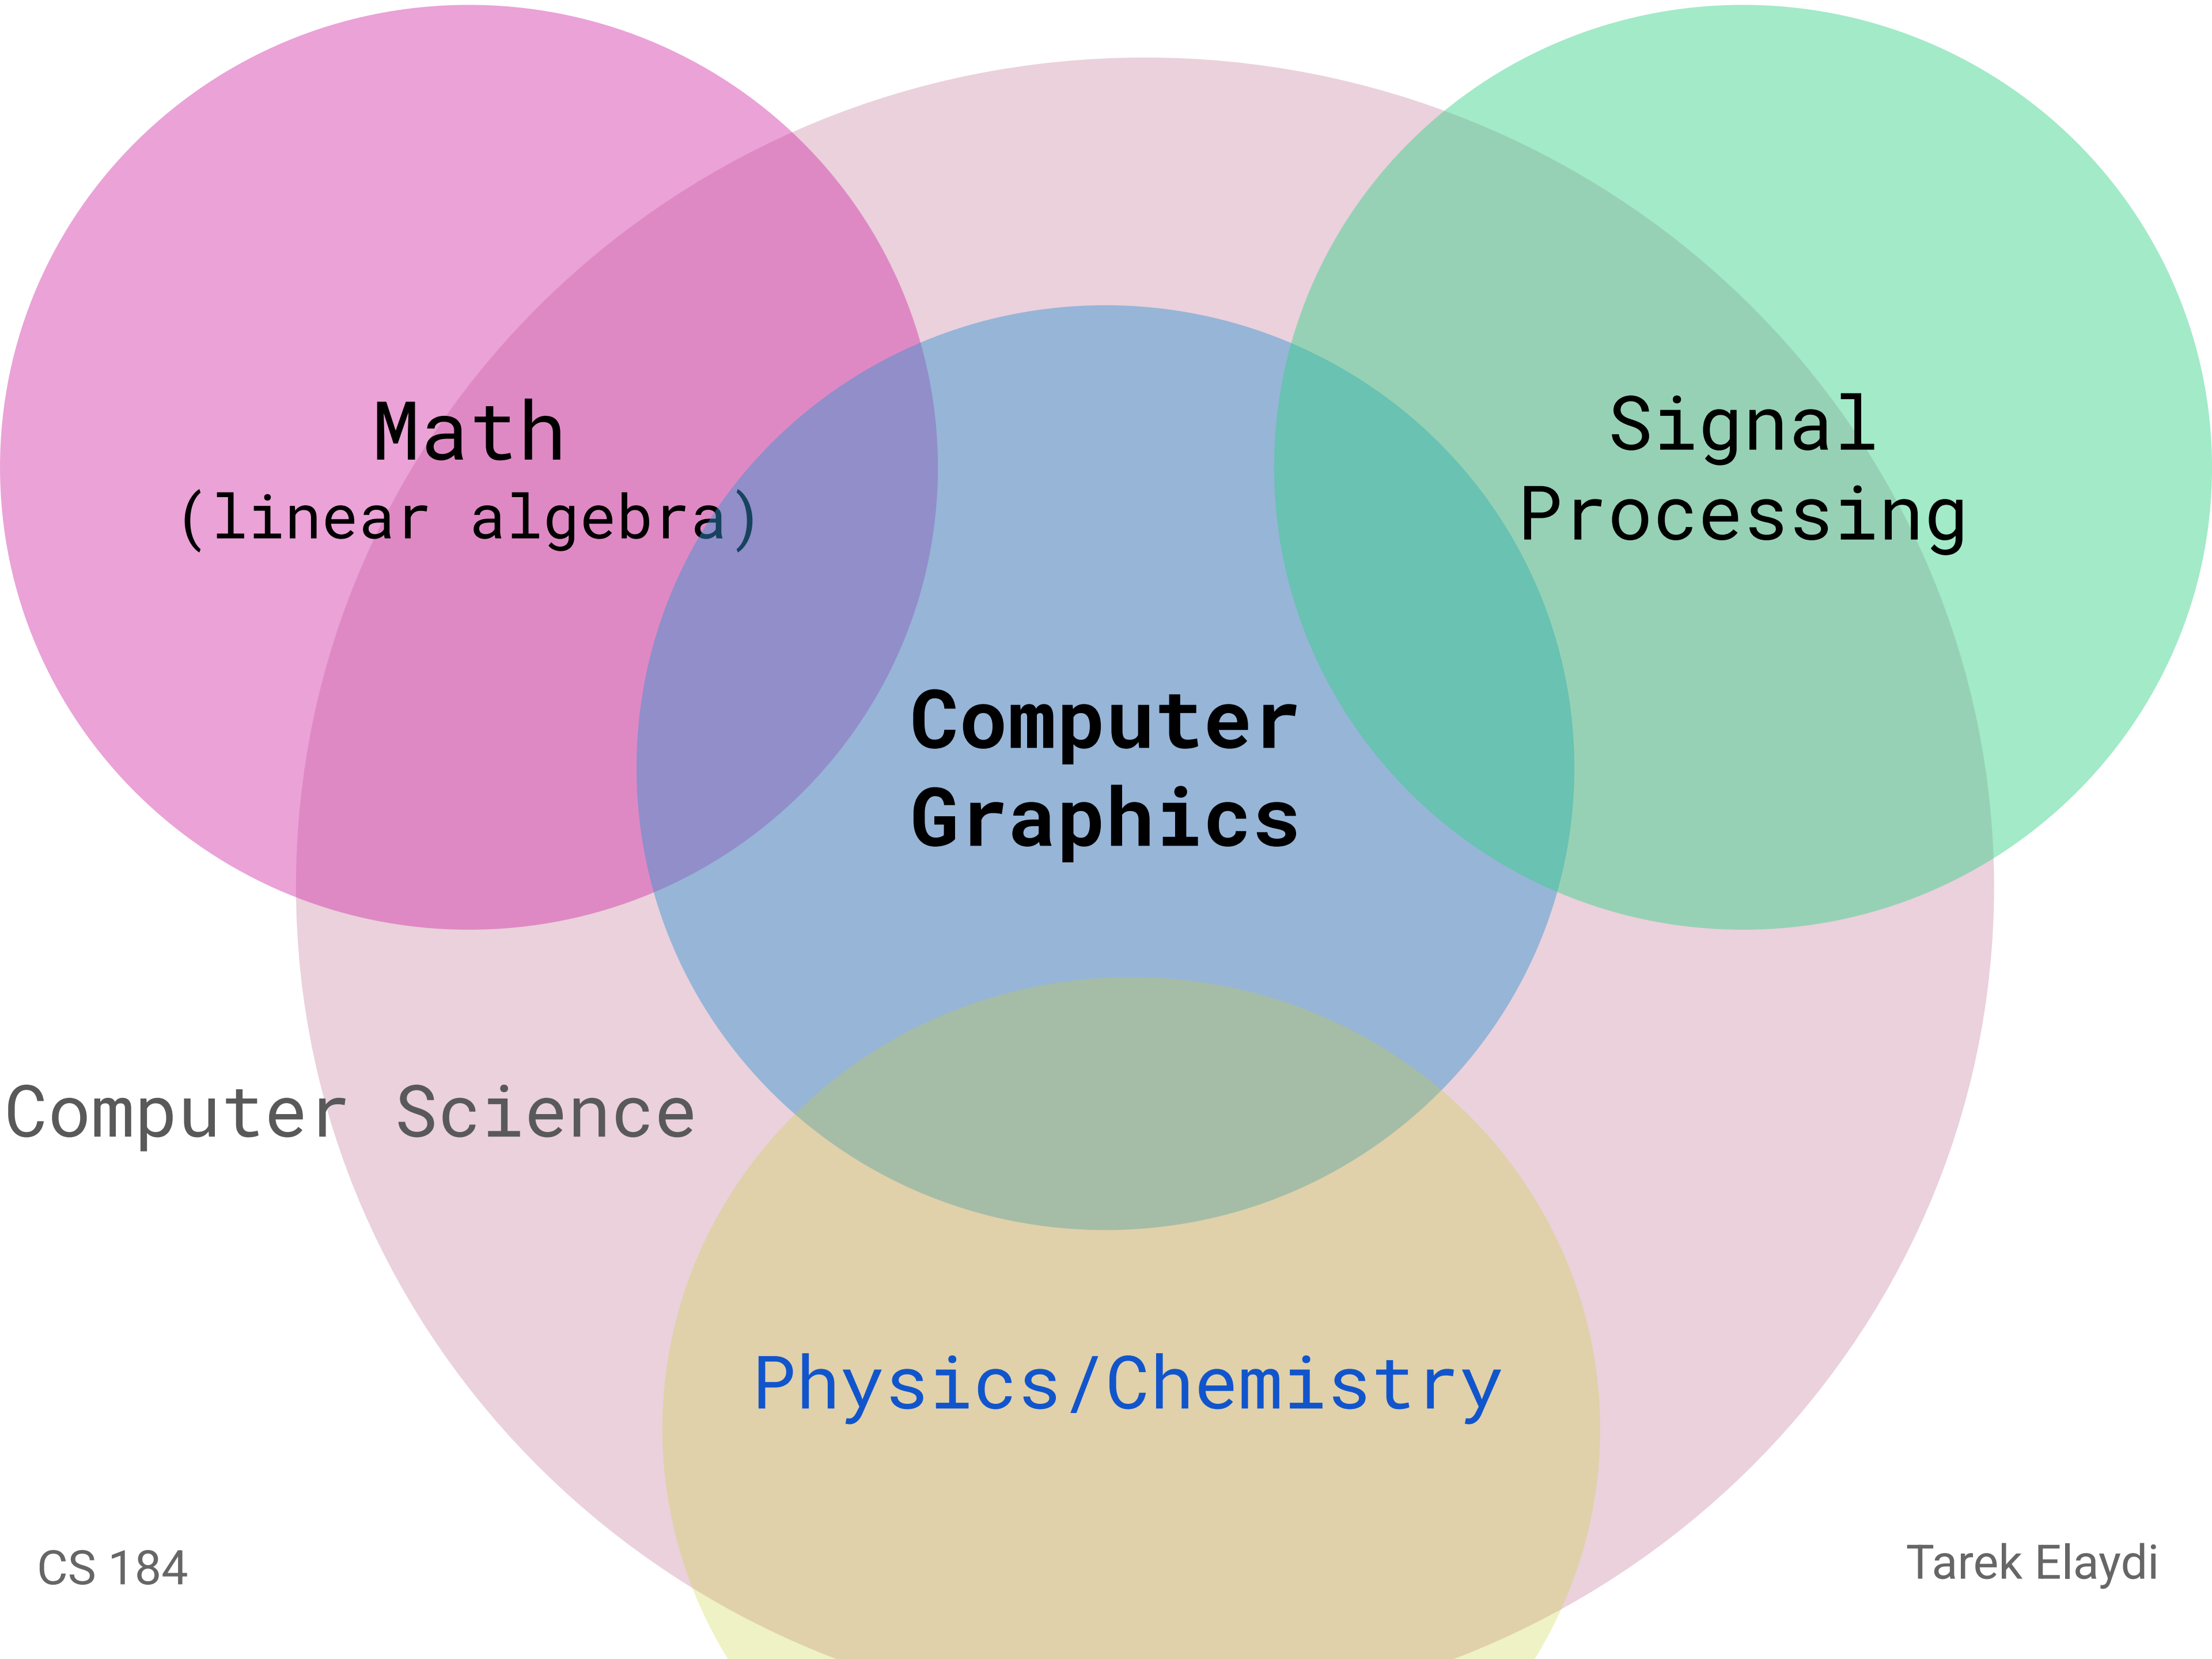 Math
(linear algebra)
Signal
Processing
Computer
Graphics
Computer Science
Physics/Chemistry
CS 184
Tarek Elaydi